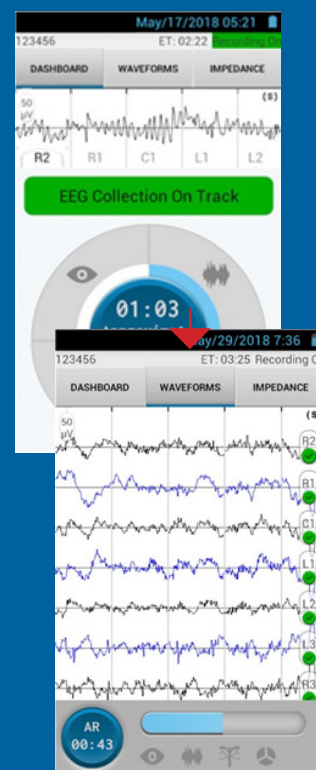 May/17/2018 05:21
123456 ET: 02:22 Recording On
DASHBOARD WAVEFORMS IMPEDANCE
(S)
50
µV
R2 R1 C1 L1 L2
EEG Collection On Track
01:03
ay/29/2018 7:36
123456 ET: 03:25 Recording O
DASHBOARD WAVEFORMS IMPEDANCE
(S
50
µV
R2
R1
C1
L1
L2
L3
R3
AR
00:43